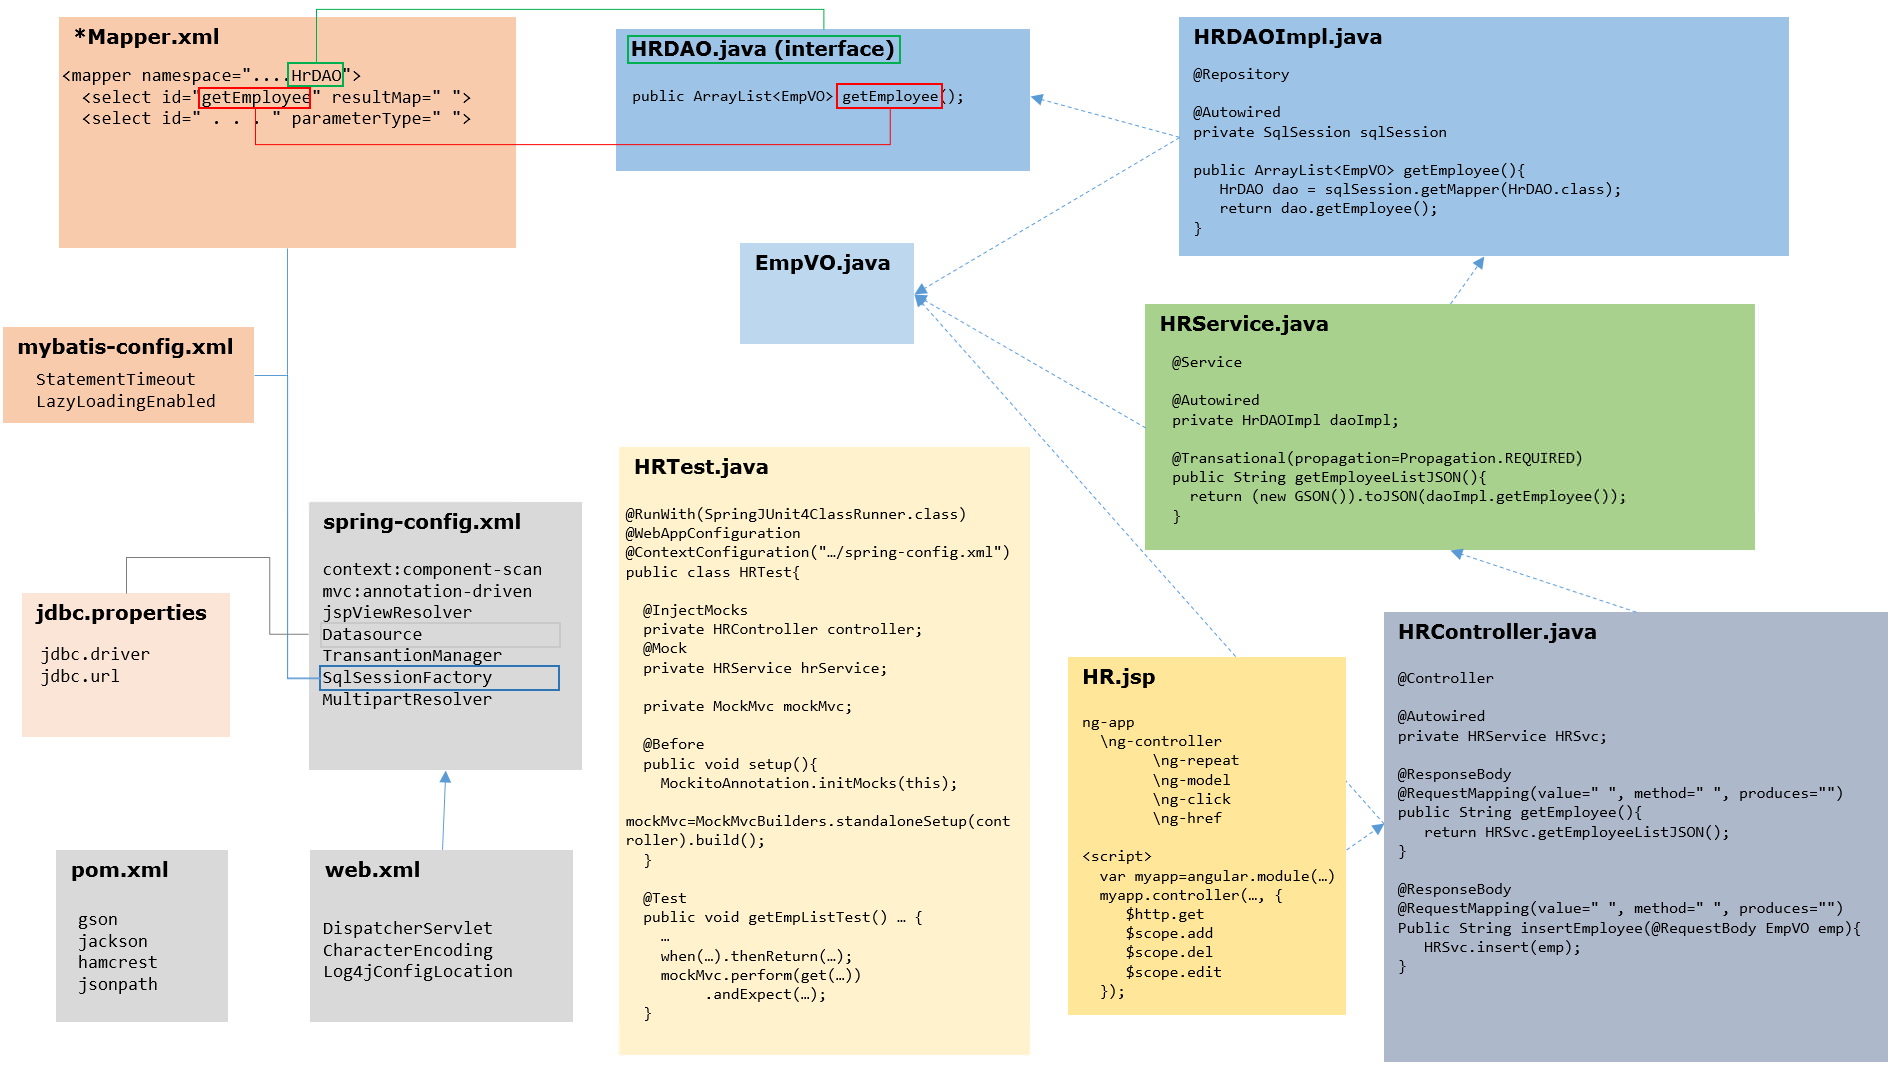 *Mapper.xml
<mapper namespace="....HrDAO">
<select id="getEmployee" resultMap=" ">
<select id=" . . . " parameterType=" ">
HRDAO.java (interface)
public ArrayList<EmpVO> getEmployee();
HRDAOImpl.java
@Repository
@Autowired
private SqlSession sqlSession
public ArrayList<EmpVO> getEmployee(){
HrDAO dao = sqlSession.getMapper(HrDAO.class);
return dao.getEmployee();
}
EmpVO.java
mybatis-config.xml
StatementTimeout
LazyLoadingEnabled
HRService.java
@Service
@Autowired
private HrDAOImpl daoImpl;
@Transational(propagation=Propagation.REQUIRED)
public String getEmployeeListJSON(){
return (new GSON()).toJSON(daoImpl.getEmployee());
}
spring-config.xml
context:component-scan
mvc:annotation-driven
jspViewResolver
Datasource
TransantionManager
SqlSessionFactory
MultipartResolver
jdbc.properties
jdbc.driver
jdbc.url
HRTest.java
@RunWith(SpringJUnit4ClassRunner.class)
@WebAppConfiguration
@ContextConfiguration("…/spring-config.xml")
public class HRTest{
@InjectMocks
private HRController controller;
@Mock
private HRService hrService;
private MockMvc mockMvc;
@Before
public void setup(){
MockitoAnnotation.initMocks(this);
mockMvc=MockMvcBuilders.standaloneSetup(cont
roller).build();
}
@Test
public void getEmpListTest() … {
…
when(…).thenReturn(…);
mockMvc.perform(get(…))
.andExpect(…);
}
HR.jsp
ng-app
\ng-controller
\ng-repeat
\ng-model
\ng-click
\ng-href
<script>
var myapp=angular.module(…)
myapp.controller(…, {
$http.get
$scope.add
$scope.del
$scope.edit
});
HRController.java
@Controller
@Autowired
private HRService HRSvc;
@ResponseBody
@RequestMapping(value=" ", method=" ", produces="")
public String getEmployee(){
return HRSvc.getEmployeeListJSON();
}
@ResponseBody
@RequestMapping(value=" ", method=" ", produces="")
Public String insertEmployee(@RequestBody EmpVO emp){
HRSvc.insert(emp);
}
pom.xml
gson
jackson
hamcrest
jsonpath
web.xml
DispatcherServlet
CharacterEncoding
Log4jConfigLocation